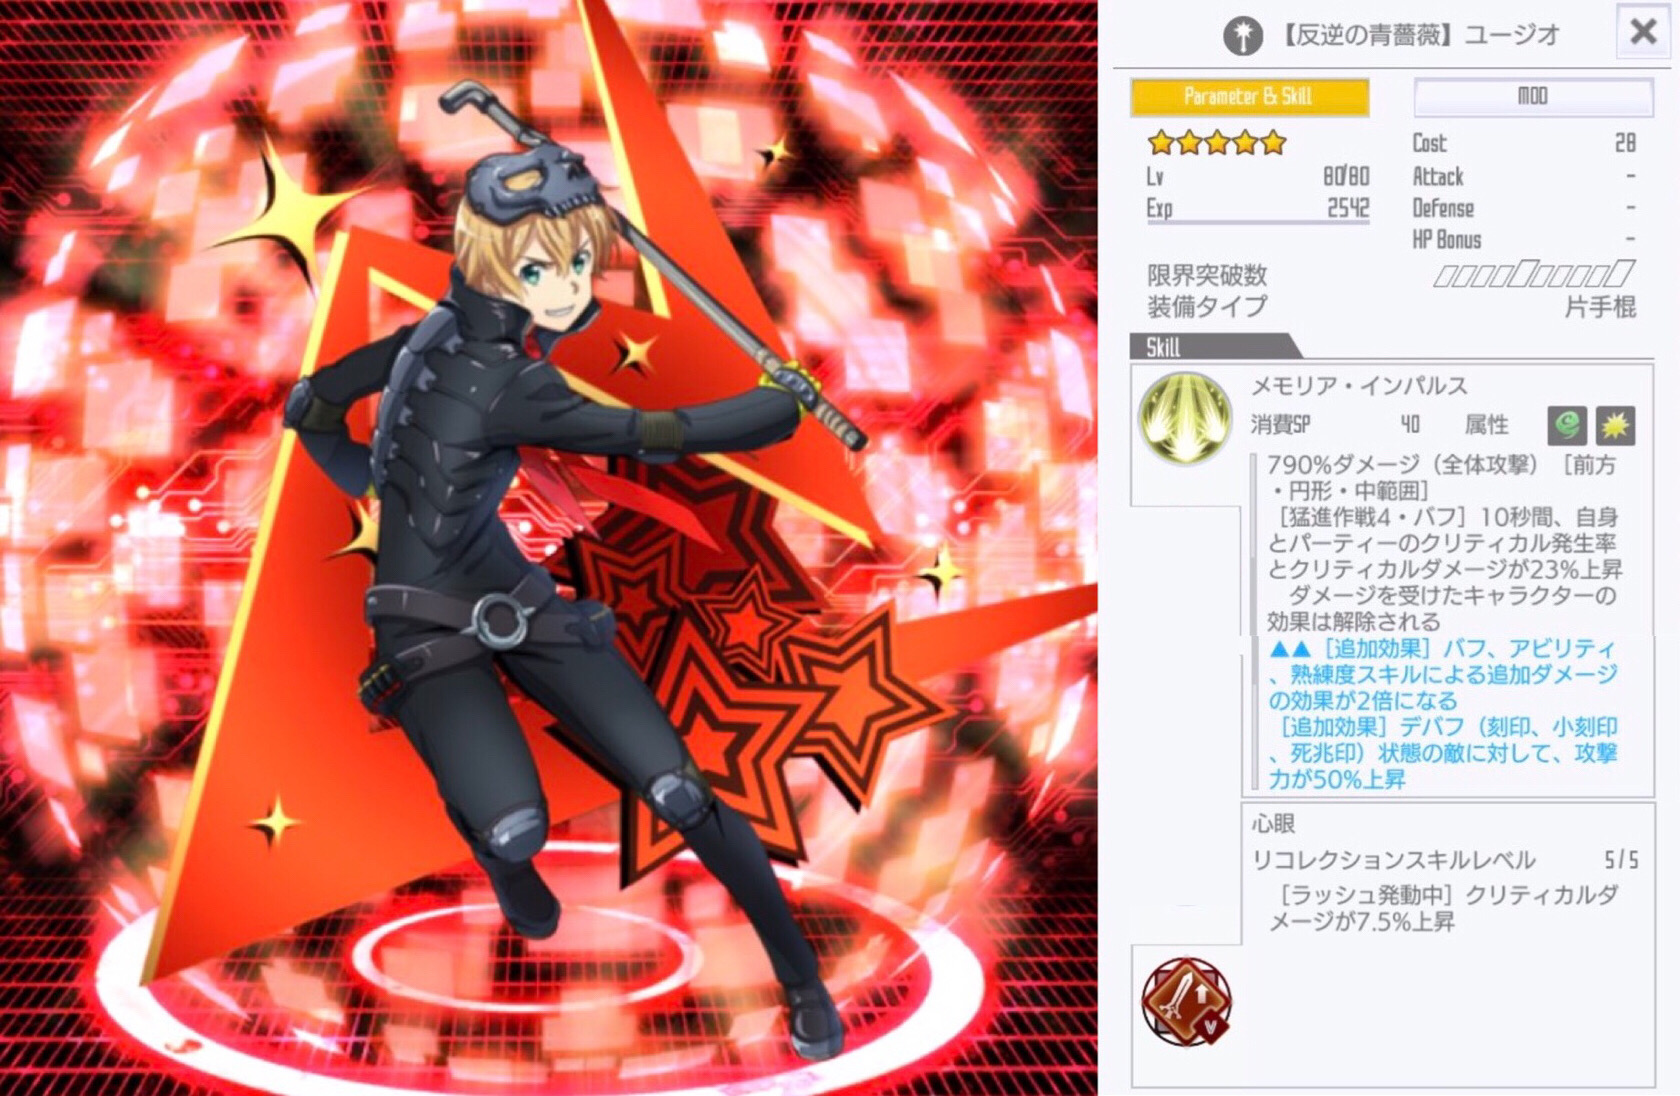 【反逆の青薔薇】ユージオ
Parameter & Skill
MOD
Lv 80/80
Exp 2542
Cost 28
Attack -
Defense -
HP Bonus -
限界突破数
装備タイプ 片手棍
Skill
メモリア・インパルス
消費SP 40 属性
790%ダメージ（全体攻撃）［前方
・円形・中範囲］
［猛進作戦4・バフ］10秒間、自身
とパーティーのクリティカル発生率
とクリティカルダメージが23%上昇
ダメージを受けたキャラクターの
効果は解除される
▲▲［追加効果］バフ、アビリティ
、熟練度スキルによる追加ダメージ
の効果が2倍になる
［追加効果］デバフ（刻印、小刻印
、死兆印）状態の敵に対して、攻撃
力が50%上昇
心眼
リコレクションスキルレベル 5/5
［ラッシュ発動中］クリティカルダ
メージが7.5%上昇
V